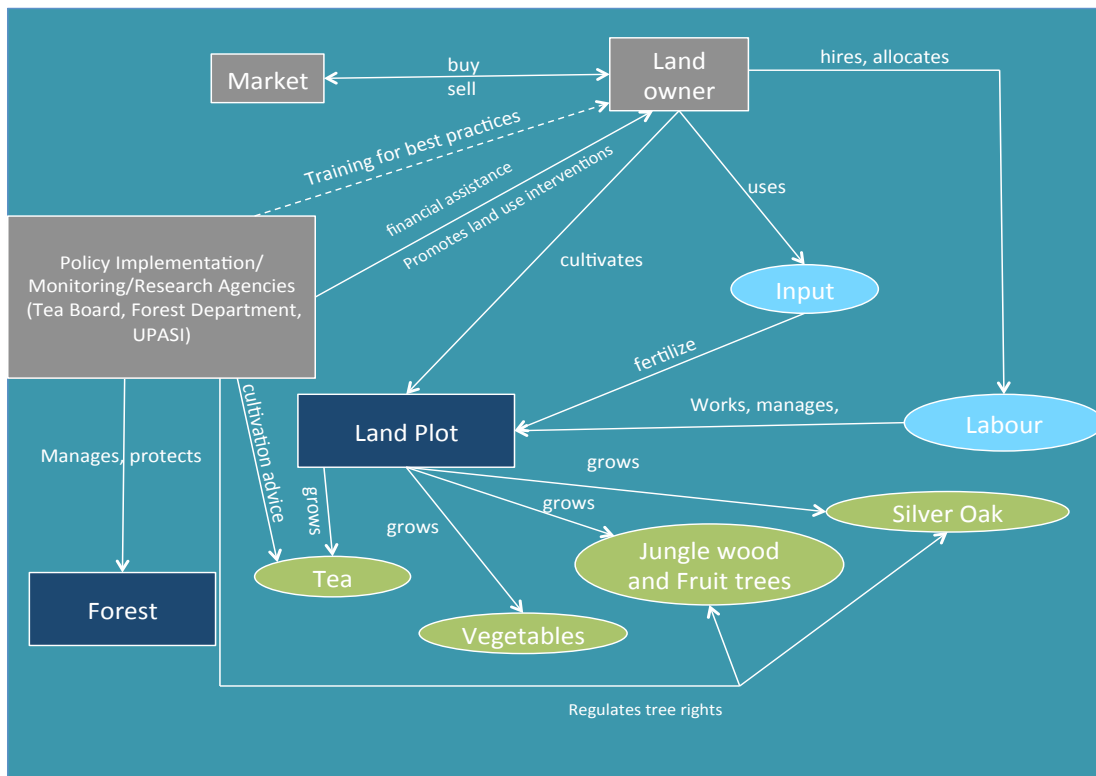 Market
buy
sell
Land
owner
hires, allocates
Training for best practices
financial assistance
Promotes land use interventions
uses
Policy Implementation/
Monitoring/Research Agencies
(Tea Board, Forest Department,
UPASI)
cultivates
Input
fertilize
cultivation advice
Land Plot
Works, manages,
Labour
Manages, protects
grows
grows
grows
grows
Silver Oak
Jungle wood
and Fruit trees
Tea
Forest
Vegetables
Regulates tree rights